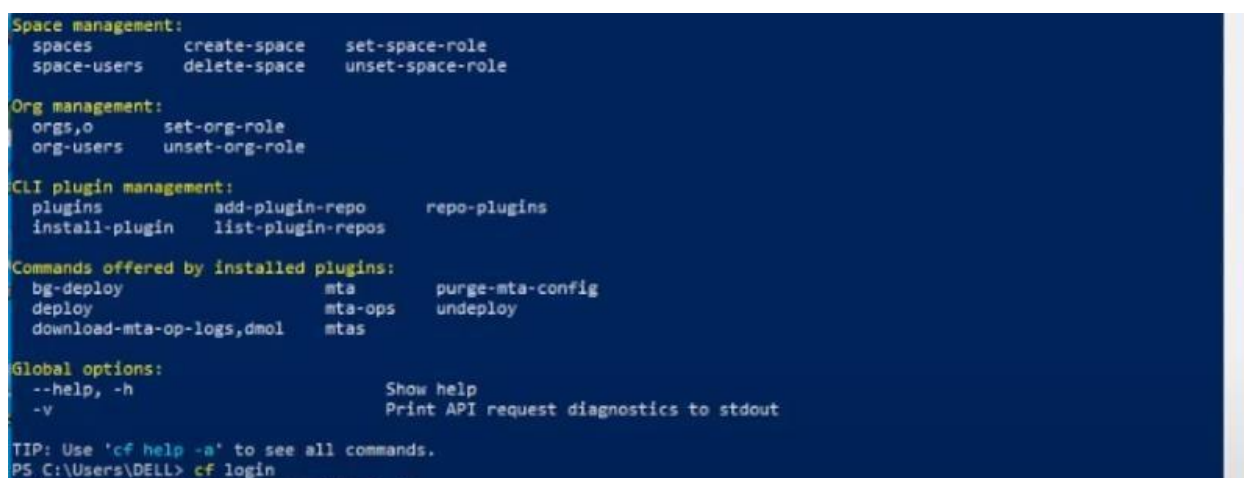 Space management:
spaces create-space set-space-role
space-users delete-space unset-space-role
Org management:
orgs,o set-org-role
org-users unset-org-role
CLI plugin management:
plugins add-plugin-repo repo-plugins
install-plugin list-plugin-repos
Commands offered by installed plugins:
bg-deploy mta purge-mta-config
deploy mta-ops undeploy
download-mta-op-logs,dmol mtas
Global options:
--help, -h Show help
-v Print API request diagnostics to stdout
TIP: Use 'cf help -a' to see all commands.
PS C:\Users\DELL> cf login